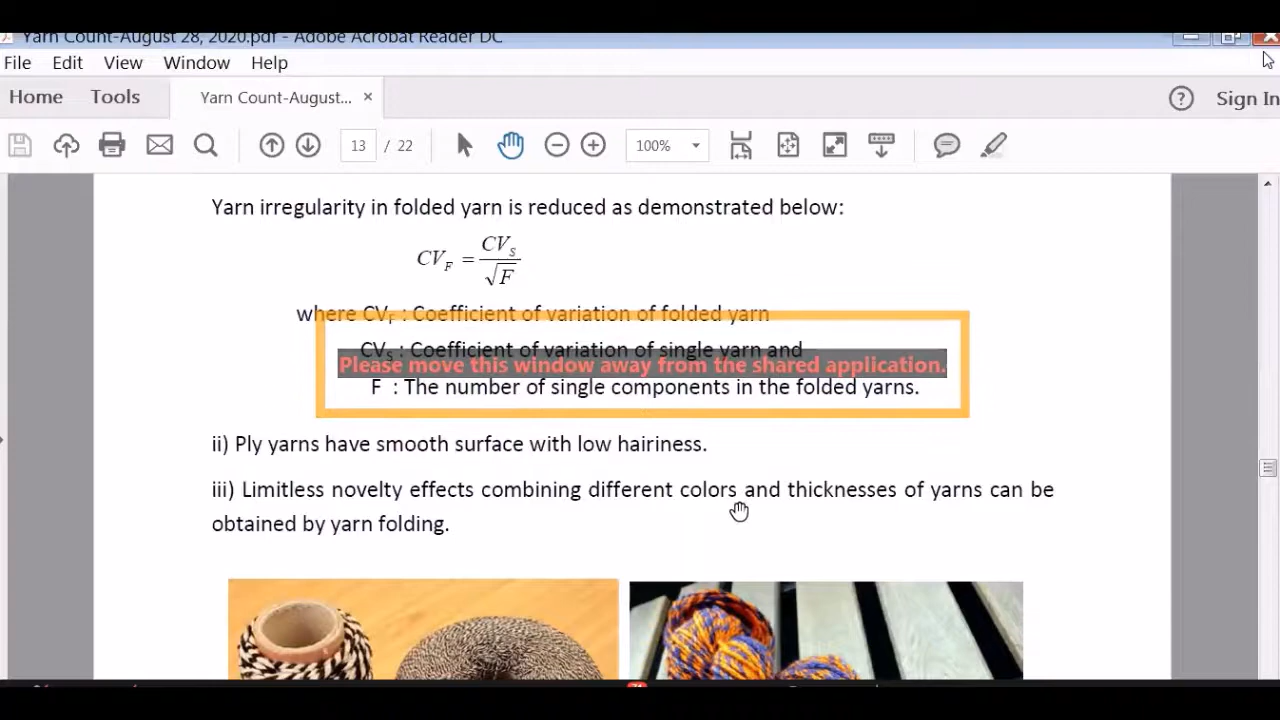 Yarn Count-August 28, 2020.pdf - Adobe Acrobat Reader DC
File Edit View Window Help
Home Tools Yarn Count-August... × ? Sign In
13 / 22 100%
Yarn irregularity in folded yarn is reduced as demonstrated below:
CV_F = CV_S / √F
where CV_F : Coefficient of variation of folded yarn
CV_S : Coefficient of variation of single yarn and
Please move this window away from the shared application.
F : The number of single components in the folded yarns.
ii) Ply yarns have smooth surface with low hairiness.
iii) Limitless novelty effects combining different colors and thicknesses of yarns can be
obtained by yarn folding.